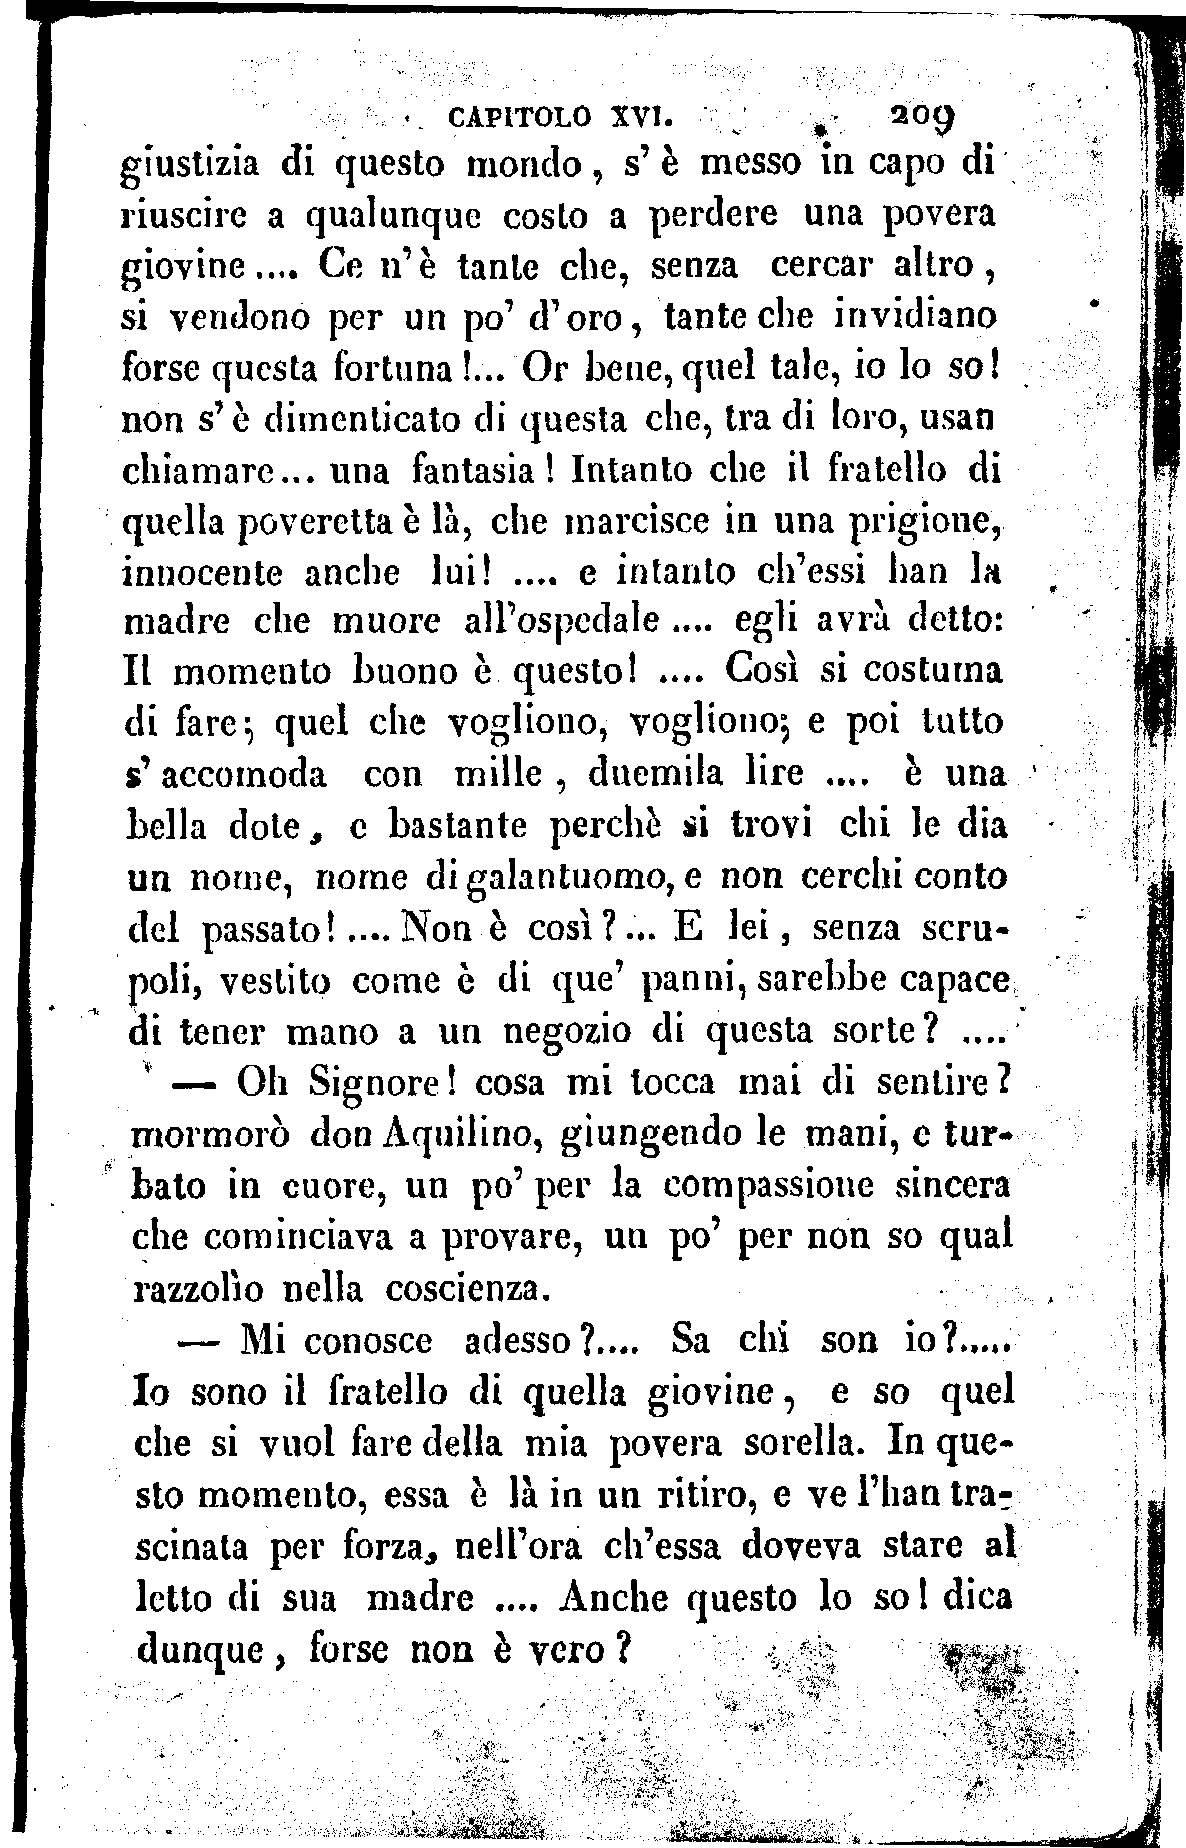 CAPITOLO XVI. 209
giustizia di questo mondo, s'è messo in capo di
riuscire a qualunque costo a perdere una povera
giovine .... Ce n'è tante che, senza cercar altro,
si vendono per un po' d'oro, tante che invidiano
forse questa fortuna!... Or bene, quel tale, io lo so!
non s'è dimenticato di questa che, tra di loro, usan
chiamare... una fantasia! Intanto che il fratello di
quella poveretta è là, che marcisce in una prigione,
innocente anche lui! .... e intanto ch'essi han la
madre che muore all'ospedale .... egli avrà detto:
Il momento buono è questo! .... Così si costuma
di fare; quel che vogliono, vogliono; e poi tutto
s'accomoda con mille, duemila lire .... è una
bella dote, e bastante perchè si trovi chi le dia
un nome, nome di galantuomo, e non cerchi conto
del passato! .... Non è così?... E lei, senza scru-
poli, vestito come è di que' panni, sarebbe capace
di tener mano a un negozio di questa sorte? ....
— Oh Signore! cosa mi tocca mai di sentire?
mormorò don Aquilino, giungendo le mani, e tur-
bato in cuore, un po' per la compassione sincera
che cominciava a provare, un po' per non so qual
razzolìo nella coscienza.
— Mi conosce adesso?.... Sa chi son io?.....
Io sono il fratello di quella giovine, e so quel
che si vuol fare della mia povera sorella. In que-
sto momento, essa è là in un ritiro, e ve l'han tra-
scinata per forza, nell'ora ch'essa doveva stare al
letto di sua madre .... Anche questo lo so! dica
dunque, forse non è vero?